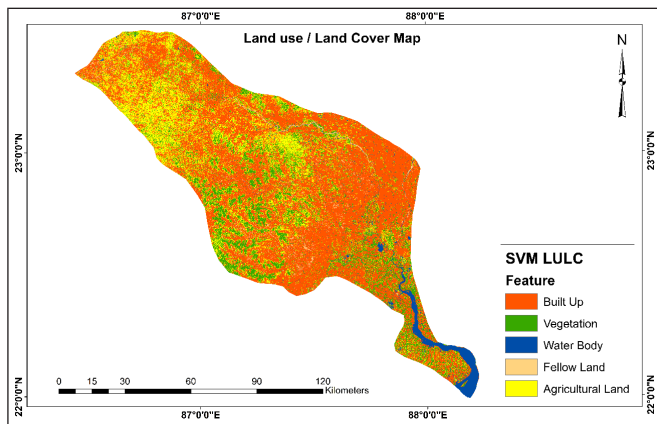 87°0'0"E 88°0'0"E
Land use / Land Cover Map
N
23°0'0"N 23°0'0"N
SVM LULC
Feature
Built Up
Vegetation
Water Body
Fellow Land
Agricultural Land
0 15 30 60 90 120
Kilometers
22°0'0"N 22°0'0"N
87°0'0"E 88°0'0"E